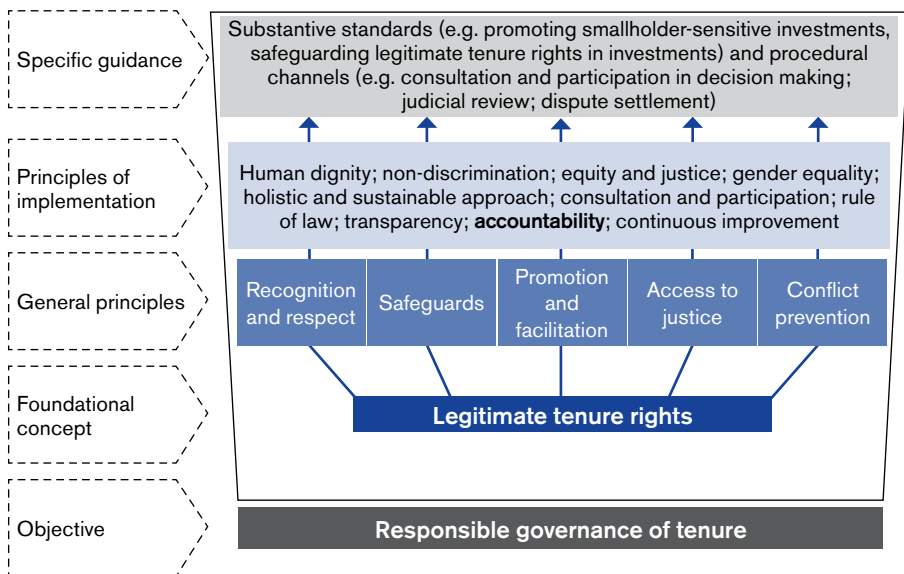 Specific guidance
Substantive standards (e.g. promoting smallholder-sensitive investments,
safeguarding legitimate tenure rights in investments) and procedural
channels (e.g. consultation and participation in decision making;
judicial review; dispute settlement)
Principles of
implementation
Human dignity; non-discrimination; equity and justice; gender equality;
holistic and sustainable approach; consultation and participation; rule
of law; transparency; accountability; continuous improvement
General principles
Recognition
and respect
Safeguards
Promotion
and
facilitation
Access to
justice
Conflict
prevention
Foundational
concept
Legitimate tenure rights
Objective
Responsible governance of tenure